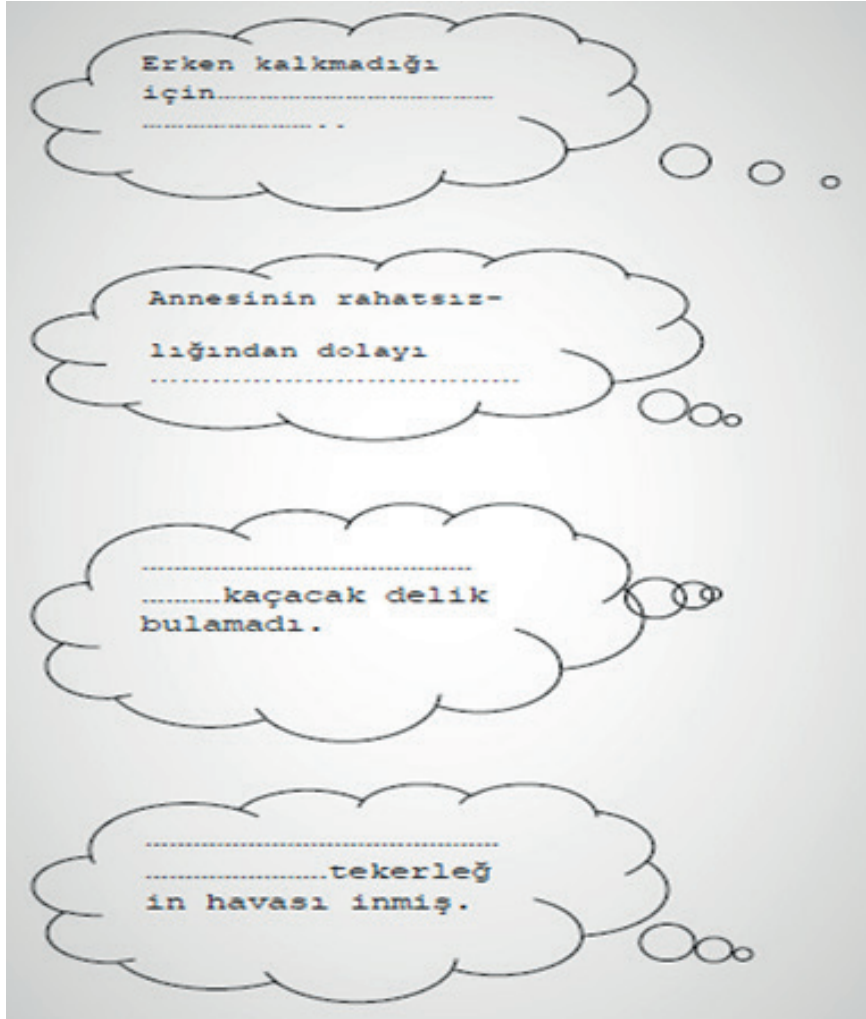 Erken kalkmadığı
için……………………………………………
…………………………..
Annesinin rahatsız-
lığından dolayı
……………………………………
……………………………………………
…………kaçacak delik
bulamadı.
……………………………………………
………………………tekerleğ
in havası inmiş.